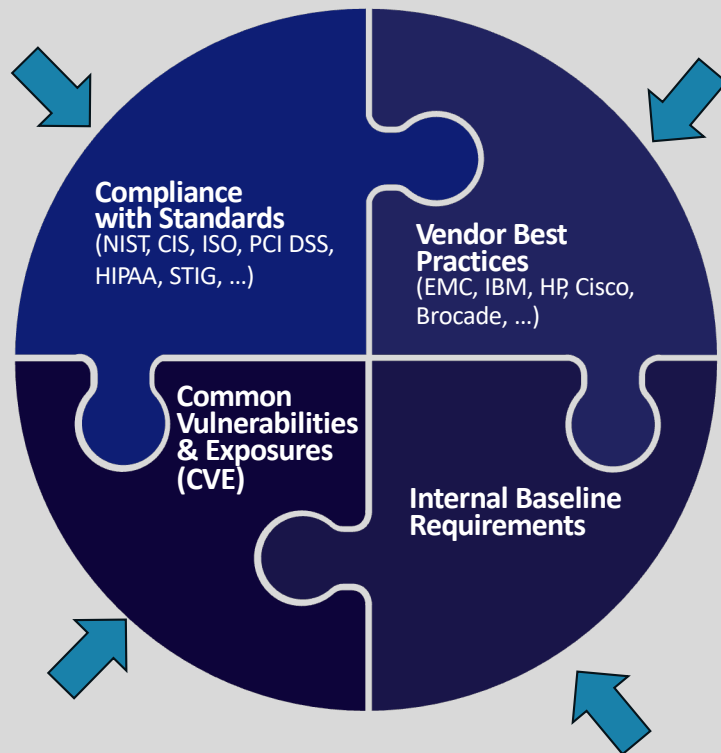 Compliance
with Standards
(NIST, CIS, ISO, PCI DSS,
HIPAA, STIG, ...)
Vendor Best
Practices
(EMC, IBM, HP, Cisco,
Brocade, ...)
Common
Vulnerabilities
& Exposures
(CVE)
Internal Baseline
Requirements